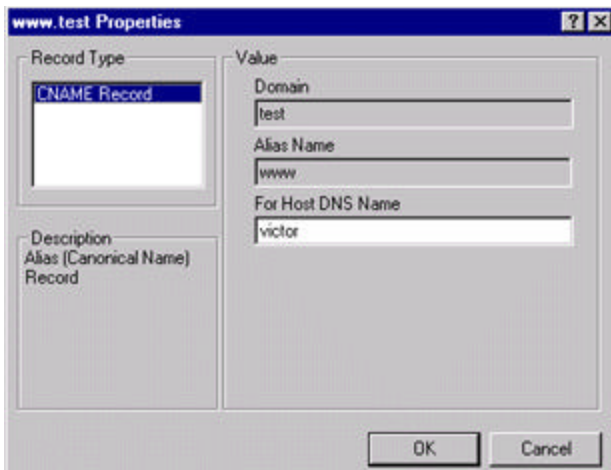 www.test Properties
Record Type
CNAME Record
Description
Alias (Canonical Name)
Record
Value
Domain
test
Alias Name
www
For Host DNS Name
victor
OK
Cancel